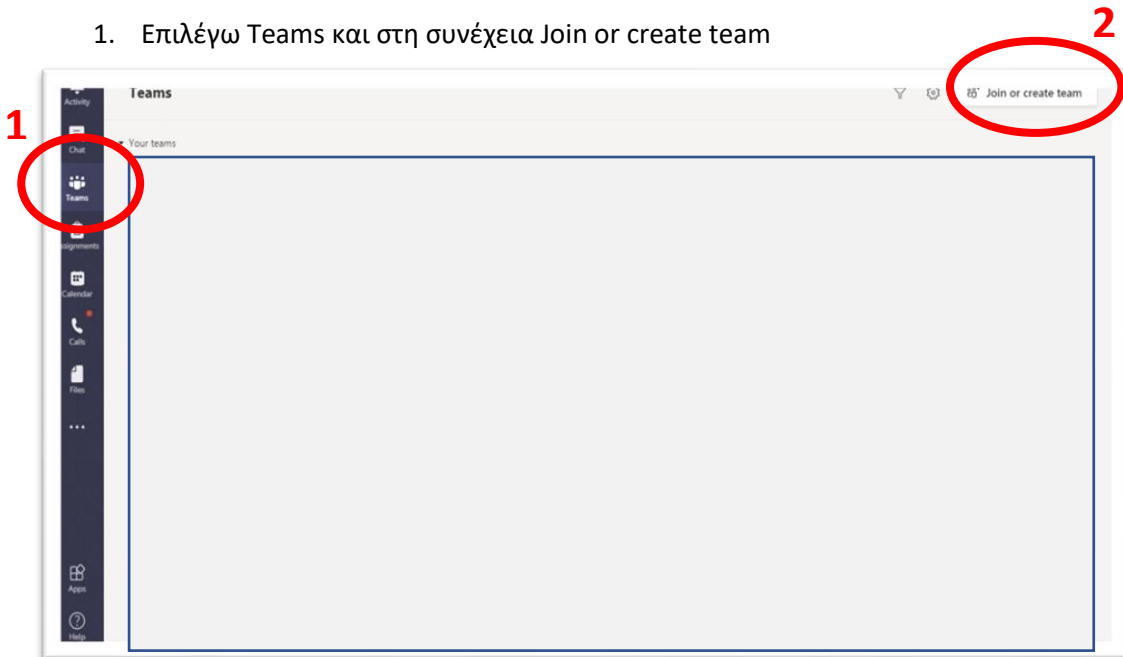 2
1. Επιλέγω Teams και στη συνέχεια Join or create team
Activity
Teams
Join or create team
1
Chat
Your teams
Teams
ssignments
Calendar
Calls
Files
Apps
Help